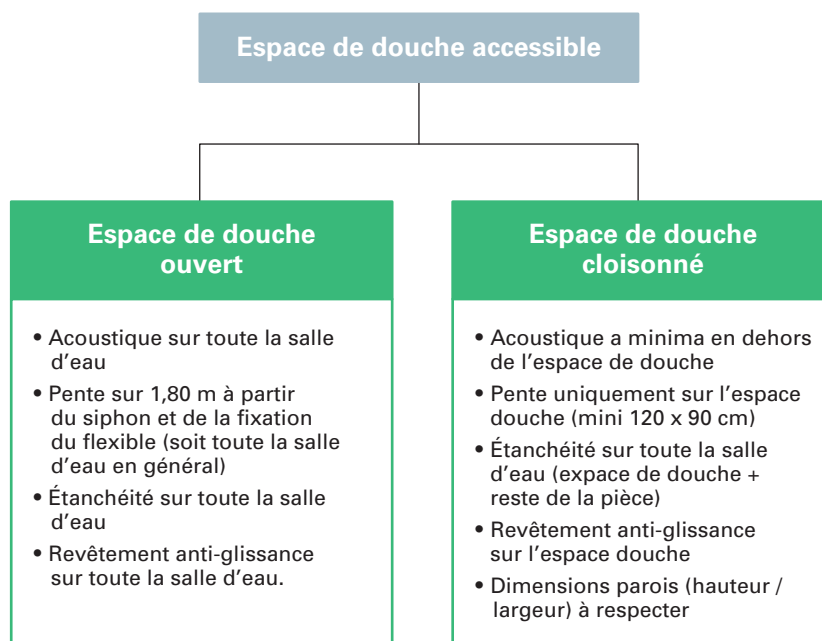 Espace de douche accessible
Espace de douche
ouvert
• Acoustique sur toute la salle
d’eau
• Pente sur 1,80 m à partir
du siphon et de la fixation
du flexible (soit toute la salle
d’eau en général)
• Étanchéité sur toute la salle
d’eau
• Revêtement anti-glissance
sur toute la salle d’eau.
Espace de douche
cloisonné
• Acoustique a minima en dehors
de l’espace de douche
• Pente uniquement sur l’espace
douche (mini 120 x 90 cm)
• Étanchéité sur toute la salle
d’eau (expace de douche +
reste de la pièce)
• Revêtement anti-glissance
sur l’espace douche
• Dimensions parois (hauteur /
largeur) à respecter